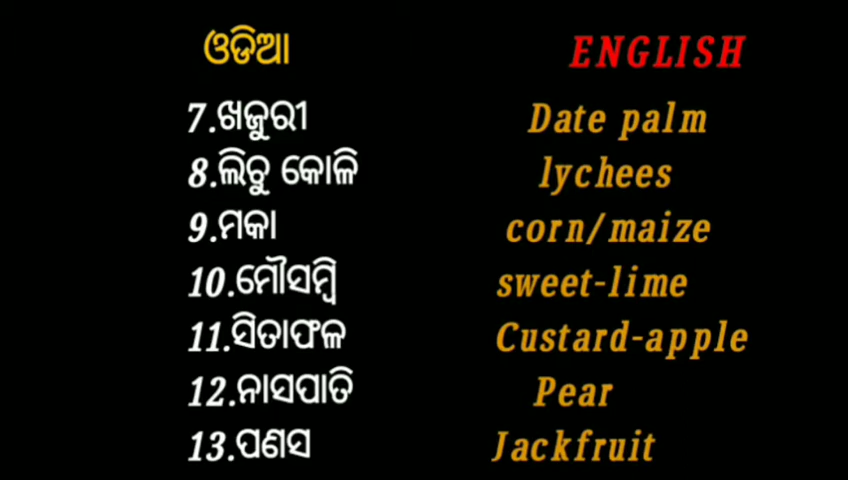 ଓଡିଆ ENGLISH
7.ଖଜୁରୀ Date palm
8.ଲିଚୁ କୋଳି lychees
9.ମକା corn/maize
10.ମୌସମ୍ବି sweet-lime
11.ସିତାଫଳ Custard-apple
12.ନାସପାତି Pear
13.ପଣସ Jackfruit